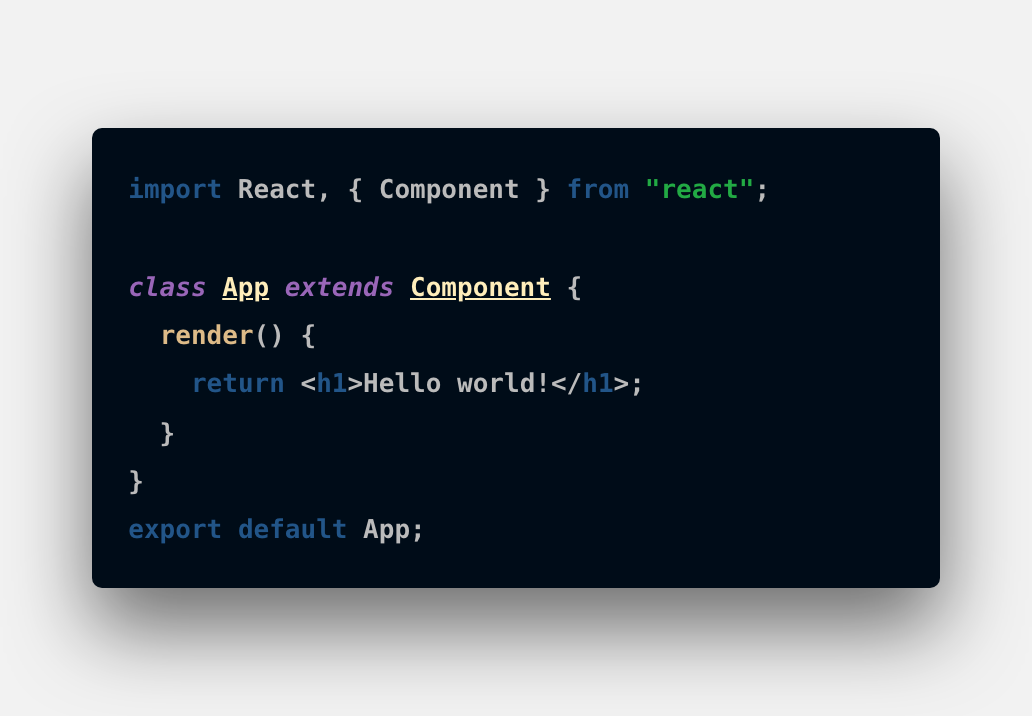 import React, { Component } from "react";

class App extends Component {
  render() {
    return <h1>Hello world!</h1>;
  }
}
export default App;